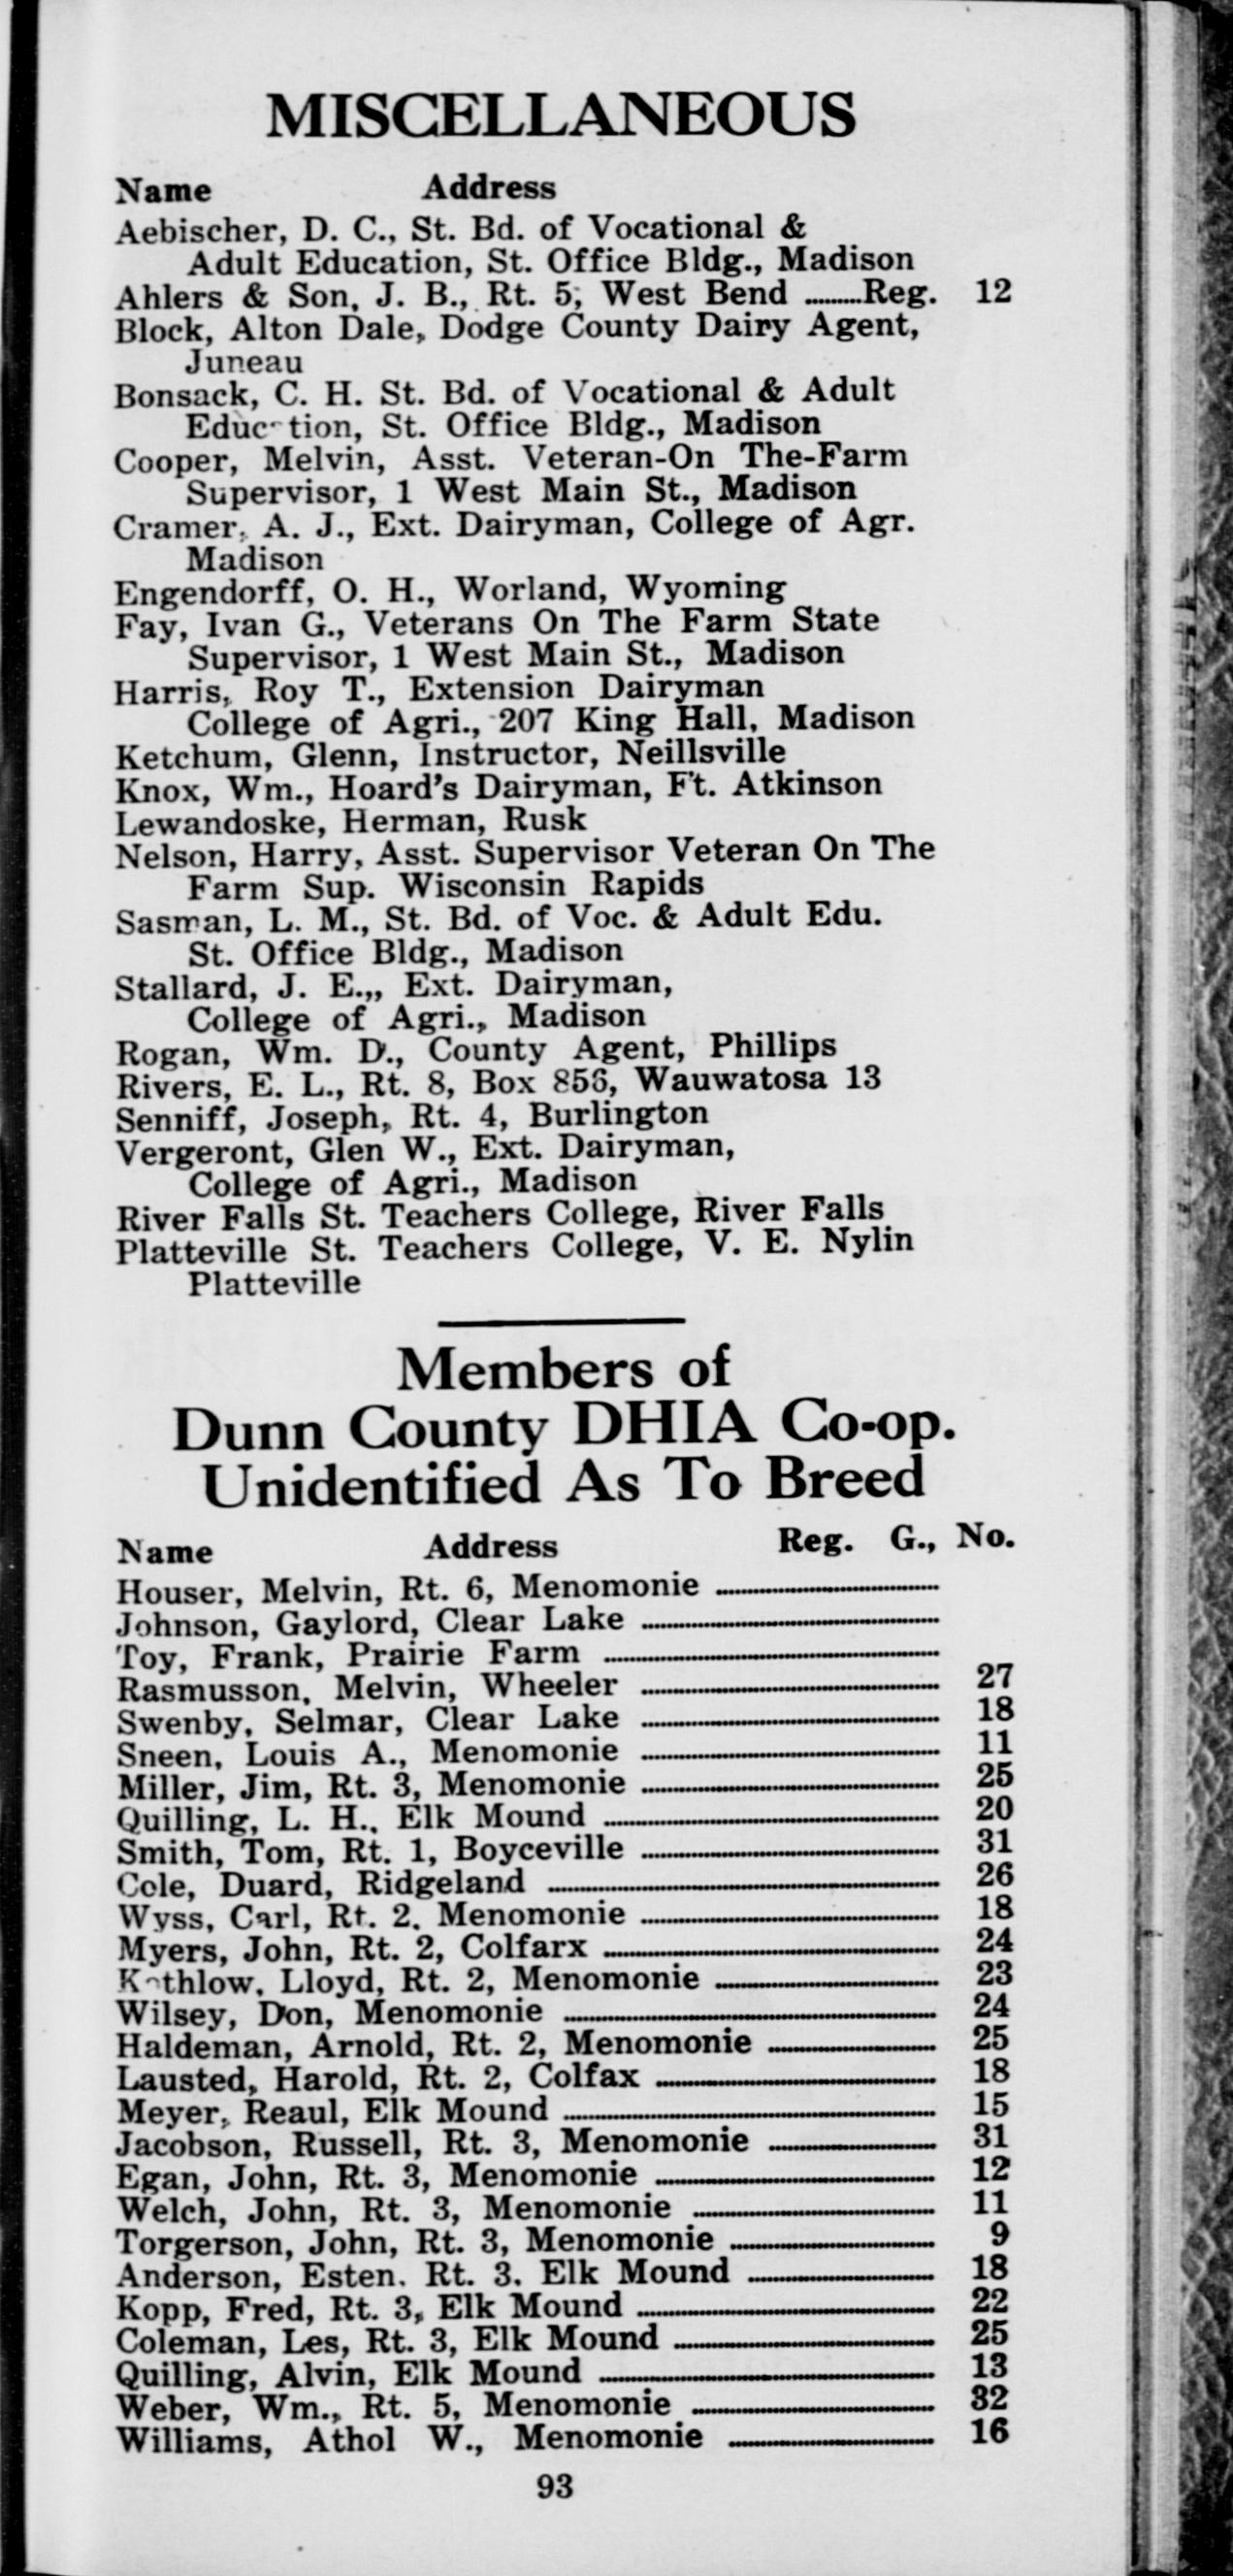 MISCELLANEOUS
Name Address
Aebischer, D. C., St. Bd. of Vocational &
Adult Education, St. Office Bldg., Madison
Ahlers & Son, J. B., Rt. 5, West Bend ........Reg. 12
Block, Alton Dale, Dodge County Dairy Agent,
Juneau
Bonsack, C. H. St. Bd. of Vocational & Adult
Education, St. Office Bldg., Madison
Cooper, Melvin, Asst. Veteran-On The-Farm
Supervisor, 1 West Main St., Madison
Cramer, A. J., Ext. Dairyman, College of Agr.
Madison
Engendorff, O. H., Worland, Wyoming
Fay, Ivan G., Veterans On The Farm State
Supervisor, 1 West Main St., Madison
Harris, Roy T., Extension Dairyman
College of Agri., 207 King Hall, Madison
Ketchum, Glenn, Instructor, Neillsville
Knox, Wm., Hoard's Dairyman, Ft. Atkinson
Lewandoske, Herman, Rusk
Nelson, Harry, Asst. Supervisor Veteran On The
Farm Sup. Wisconsin Rapids
Sasman, L. M., St. Bd. of Voc. & Adult Edu.
St. Office Bldg., Madison
Stallard, J. E.,, Ext. Dairyman,
College of Agri., Madison
Rogan, Wm. D., County Agent, Phillips
Rivers, E. L., Rt. 8, Box Wauwatosa 13
Senniff, Joseph, Rt. 4, Burlington
Vergeront, Glen W., Ext. Dairyman,
College of Agri., Madison
River Falls St. Teachers College, River Falls
Platteville St. Teachers College, V. E. Nylin
Platteville
Members of
Dunn County DHIA Co-op.
Unidentified As To Breed
Name Address Reg. G., No.
Houser, Melvin, Rt. 6, Menomonie ................
Johnson, Gaylord, Clear Lake ................
Toy, Frank, Prairie Farm ................
Rasmusson, Melvin, Wheeler ................ 27
Swenby, Selmar, Clear Lake ................ 18
Sneen, Louis A., Menomonie ................ 11
Miller, Jim, Rt. 3, Menomonie ................ 25
Quilling, L. H., Elk Mound ................ 20
Smith, Tom, Rt. 1, Boyceville ................ 31
Cole, Duard, Ridgeland ................ 26
Wyss, Carl, Rt. 2, Menomonie ................ 18
Myers, John, Rt. 2, Colfarx ................ 24
Lloyd, Rt. 2, Menomonie ................ 23
Wilsey, Don, Menomonie ................ 24
Haldeman, Arnold, Rt. 2, Menomonie ................ 25
Lausted, Harold, Rt. 2, Colfax ................ 18
Meyer, Reaul, Elk Mound ................ 15
Jacobson, Russell, Rt. 3, Menomonie ................ 31
Egan, John, Rt. 3, Menomonie ................ 12
Welch, John, Rt. 3, Menomonie ................ 11
Torgerson, John, Rt. 3, Menomonie ................ 9
Anderson, Esten. Rt. 3. Elk Mound ................ 18
Kopp, Fred, Rt. 3, Elk Mound ................ 22
Coleman, Les, Rt. 3, Elk Mound ................ 25
Quilling, Alvin, Elk Mound ................ 13
Weber, Wm., Rt. 5, Menomonie ................ 32
Williams, Athol W., Menomonie ................ 16
93